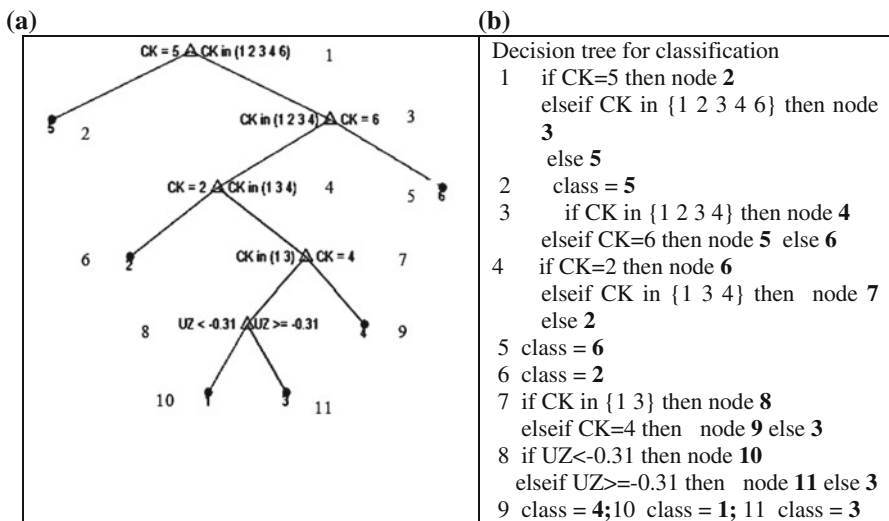 (a)
CK = 5 CK in (1 2 3 4 6) 1
5 2
CK in (1 2 3 4) CK = 6 3
CK = 2 CK in (1 3 4) 4
5 6
6 2
CK in (1 3) CK = 4 7
8 UZ < -0.31 UZ >= -0.31
4 9
10 1 3 11
(b)
Decision tree for classification
1 if CK=5 then node 2
elseif CK in {1 2 3 4 6} then node
3
else 5
2 class = 5
3 if CK in {1 2 3 4} then node 4
elseif CK=6 then node 5 else 6
4 if CK=2 then node 6
elseif CK in {1 3 4} then node 7
else 2
5 class = 6
6 class = 2
7 if CK in {1 3} then node 8
elseif CK=4 then node 9 else 3
8 if UZ<-0.31 then node 10
elseif UZ>=-0.31 then node 11 else 3
9 class = 4;10 class = 1; 11 class = 3